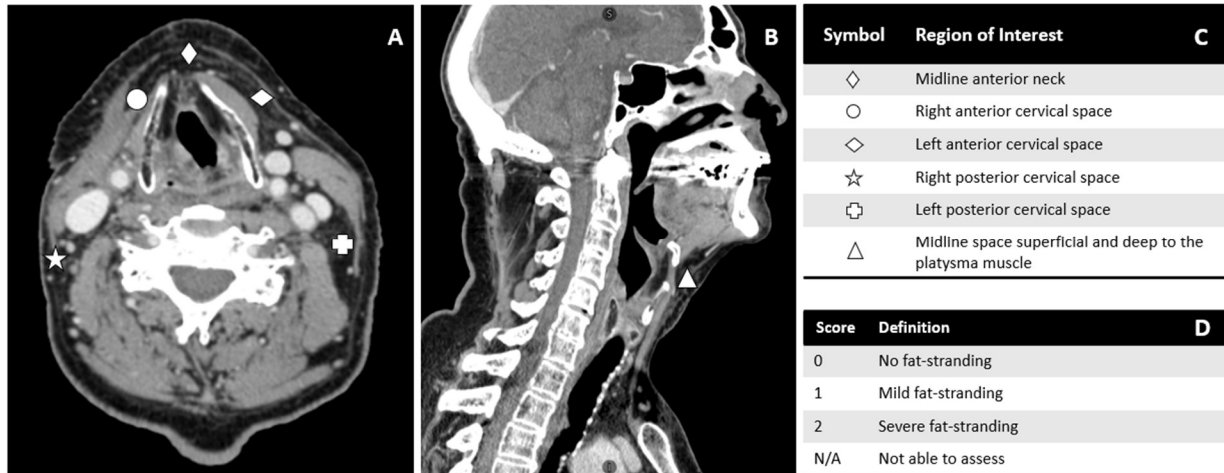 A
B
S
Symbol Region of Interest C
Midline anterior neck
Right anterior cervical space
Left anterior cervical space
Right posterior cervical space
Left posterior cervical space
Midline space superficial and deep to the
platysma muscle
Score Definition D
0 No fat-stranding
1 Mild fat-stranding
2 Severe fat-stranding
N/A Not able to assess